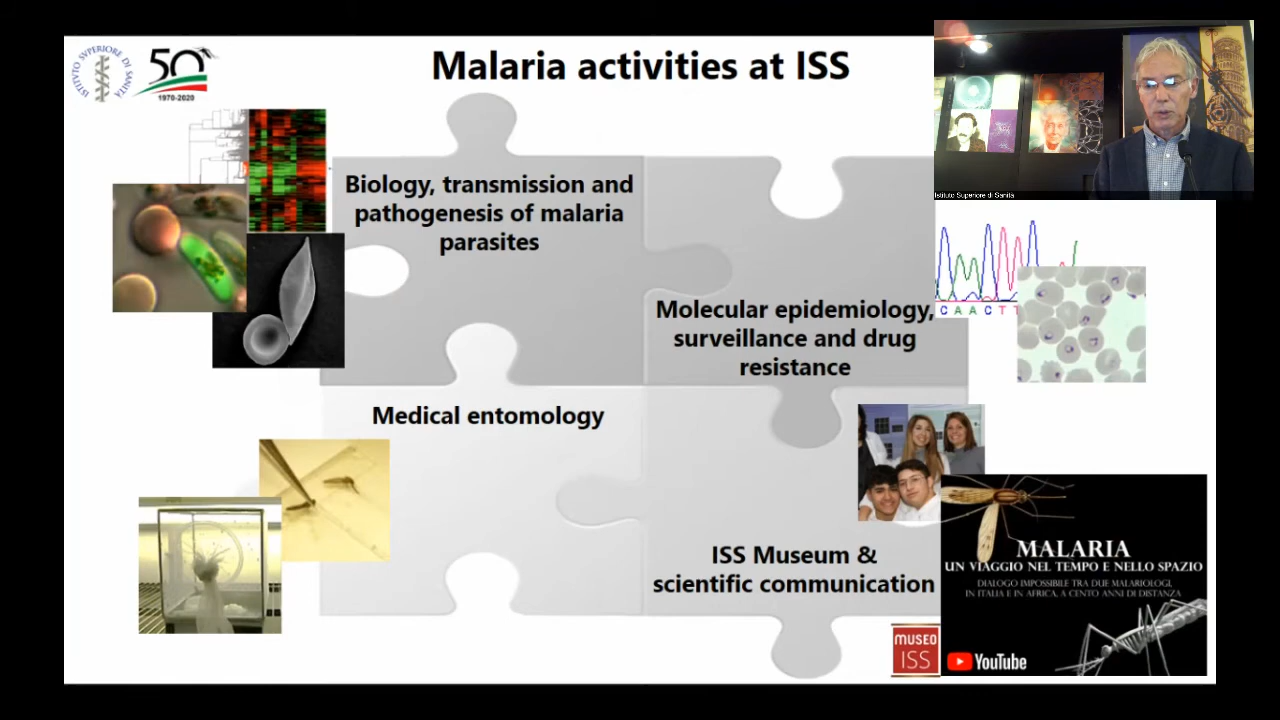 Malaria activities at ISS
ISTITUTO SUPERIORE DI SANITÀ
50
1970-2020
Istituto Superiore di Sanità
Biology, transmission and
pathogenesis of malaria
parasites
C A A C T T
Molecular epidemiology,
surveillance and drug
resistance
Medical entomology
ISS Museum &
scientific communication
MALARIA
UN VIAGGIO NEL TEMPO E NELLO SPAZIO
DIALOGO IMPOSSIBILE TRA DUE MALARIOLOGI,
IN ITALIA E IN AFRICA, A CENTO ANNI DI DISTANZA
MUSEO
ISS
YouTube